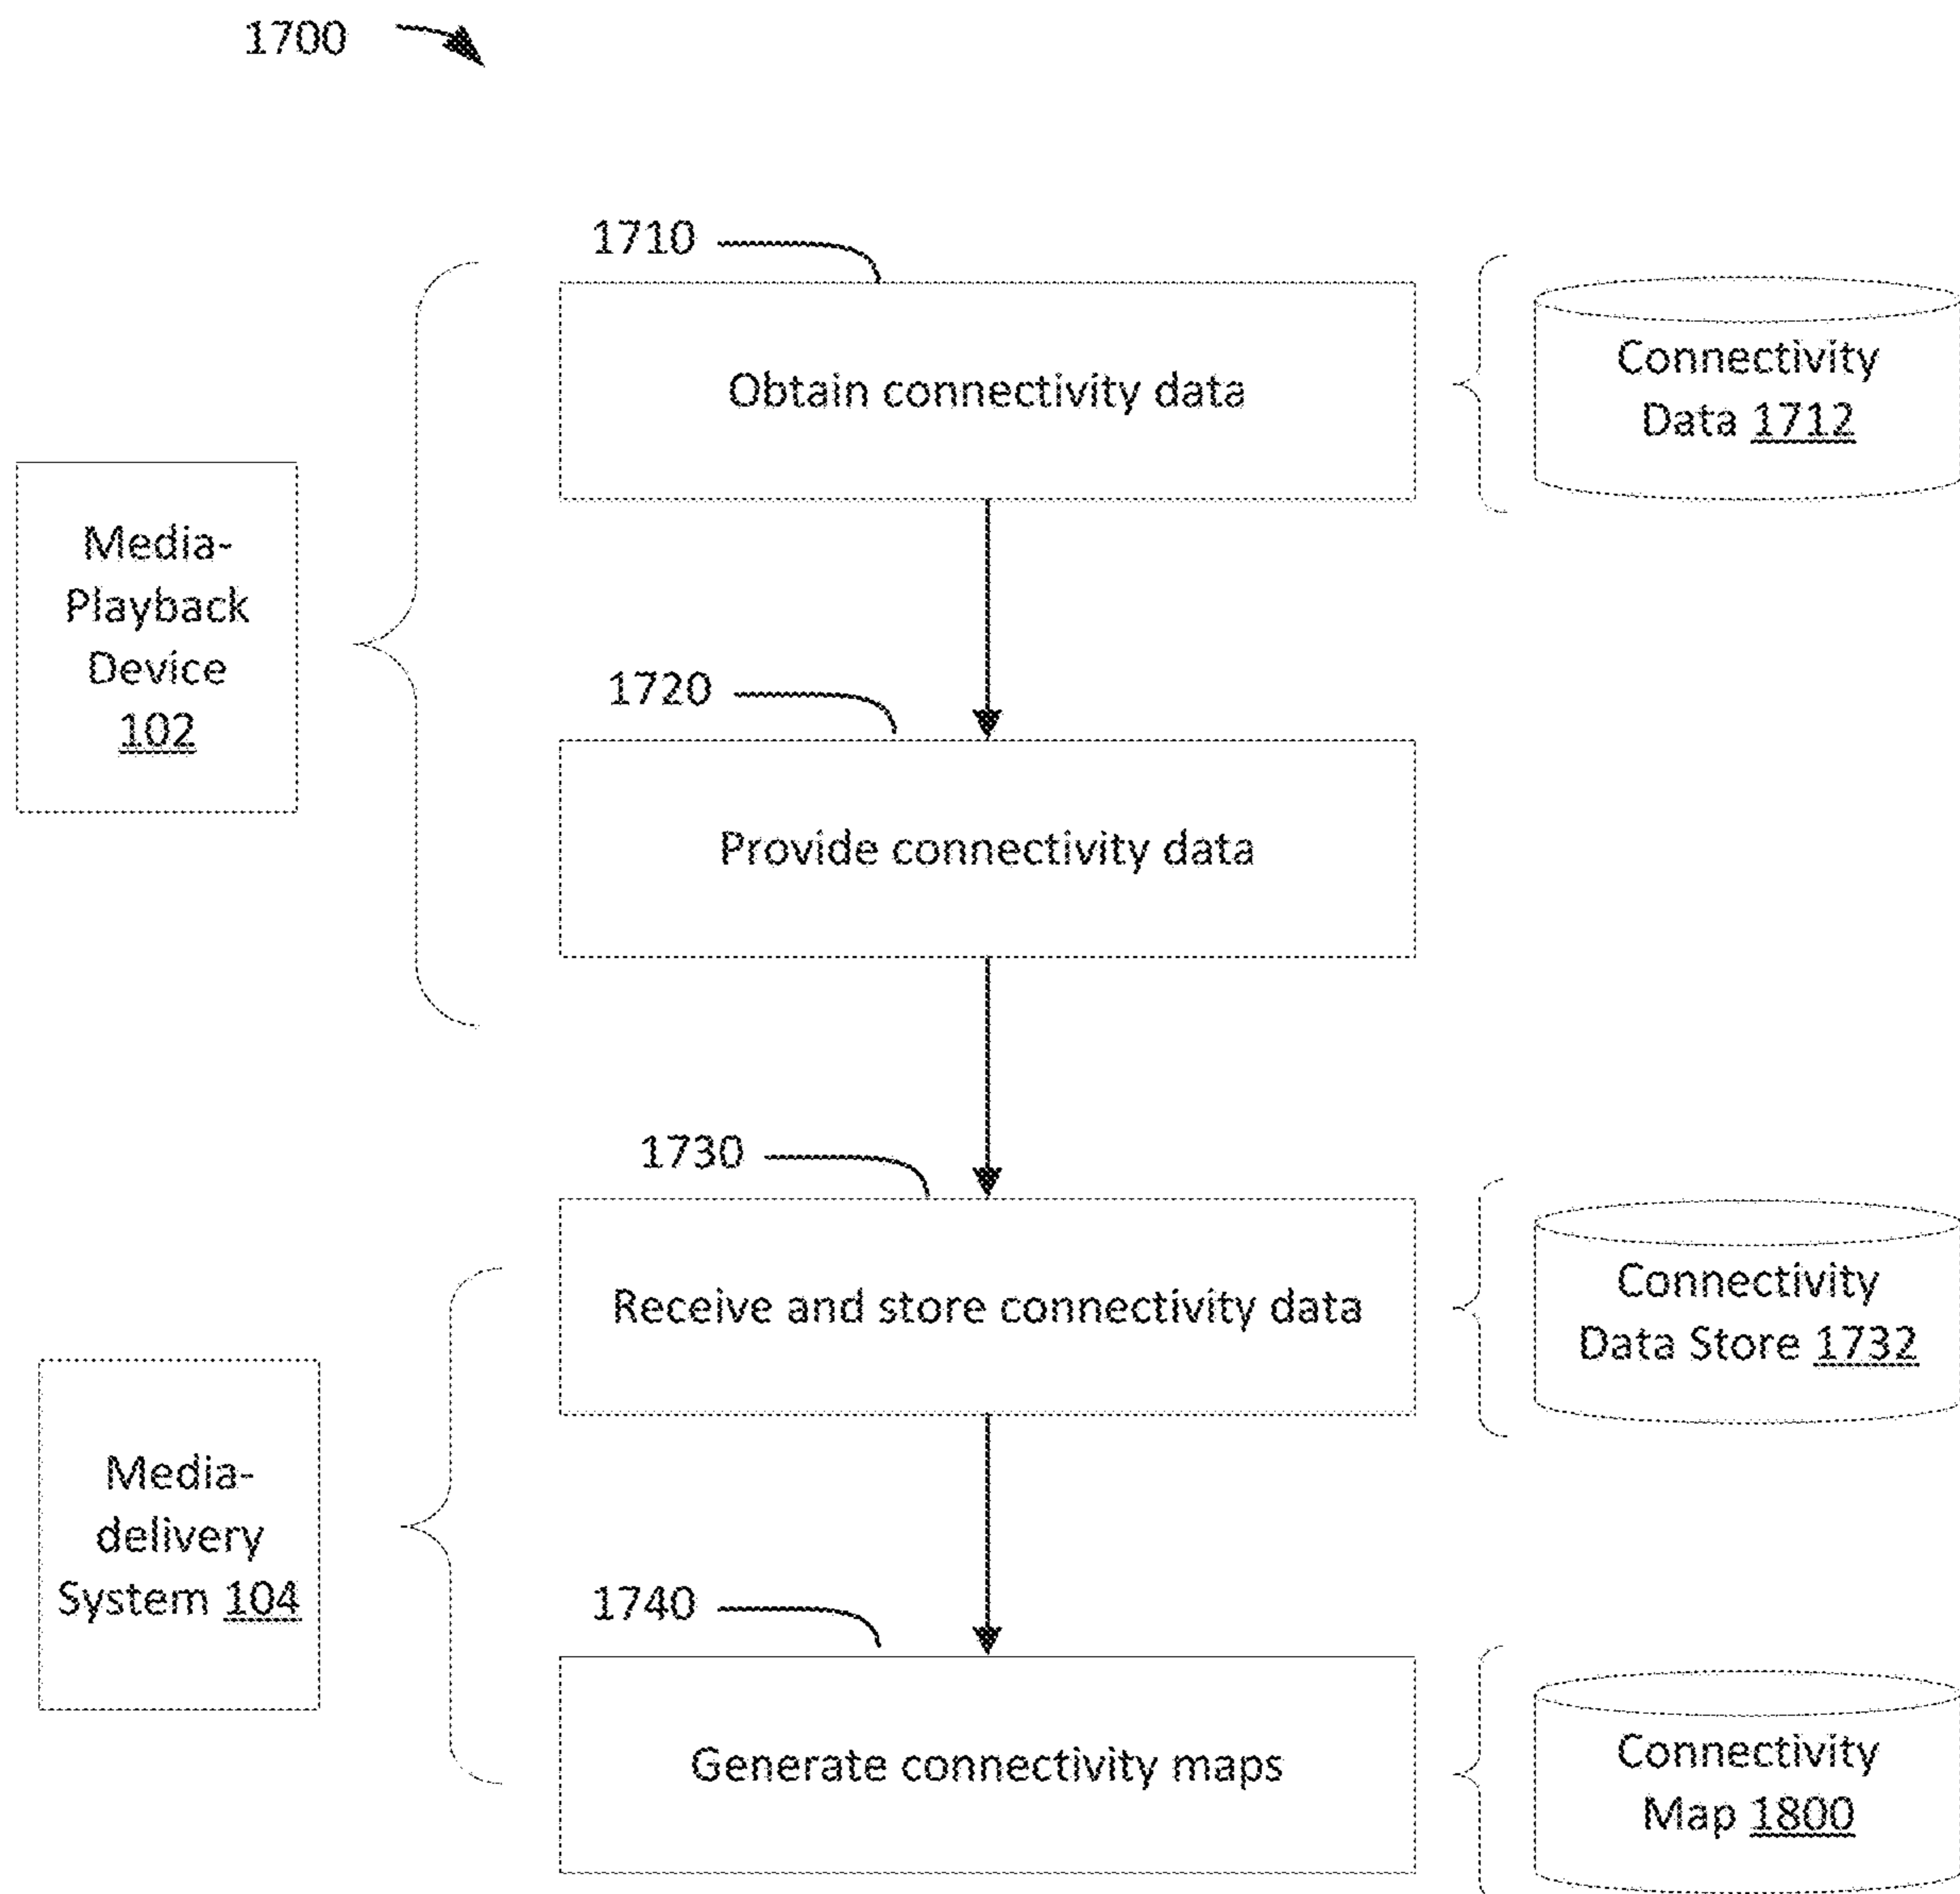 1700
1710
Obtain connectivity data
Connectivity
Data 1712
Media-
Playback
Device
102
1720
Provide connectivity data
1730
Receive and store connectivity data
Connectivity
Data Store 1732
Media-
delivery
System 104
1740
Generate connectivity maps
Connectivity
Map 1800